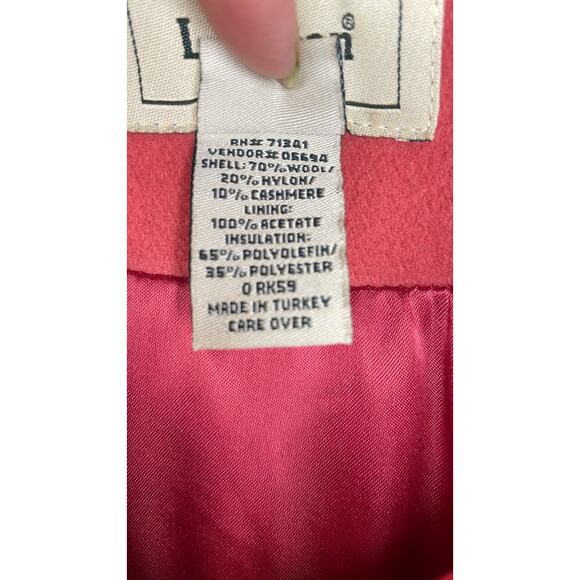 RN# 71341
VENDOR# 05694
SHELL: 70% WOOL/
20% NYLON/
10% CASHMERE
LINING:
100% ACETATE
INSULATION:
65% POLYOLEFIN/
35% POLYESTER
0 RK59
MADE IN TURKEY
CARE OVER